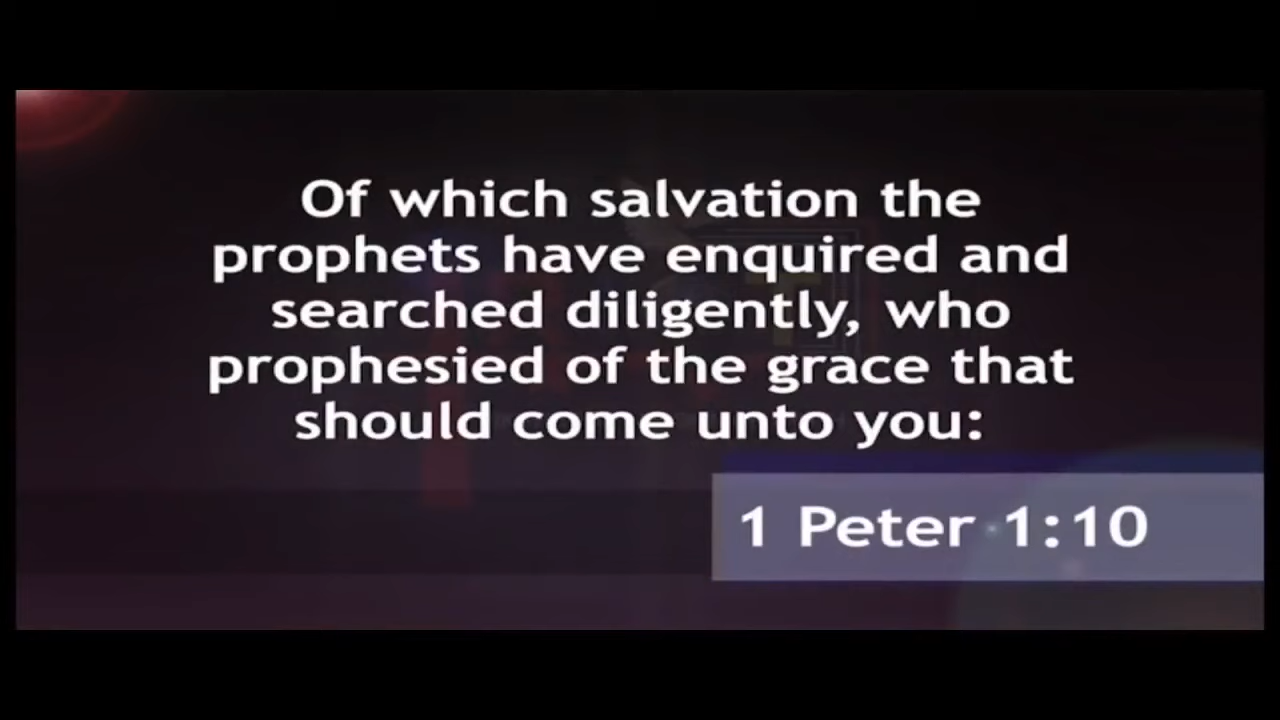 Of which salvation the
prophets have enquired and
searched diligently, who
prophesied of the grace that
should come unto you:
1 Peter 1:10